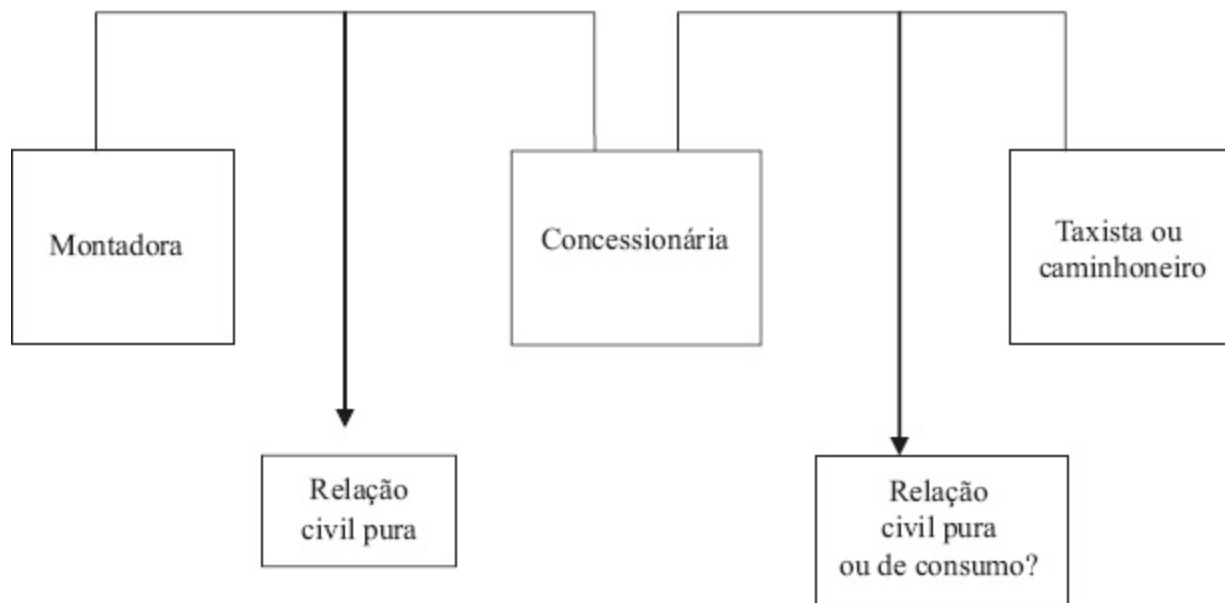 Montadora
Concessionária
Taxista ou
caminhoneiro
Relação
civil pura
Relação
civil pura
ou de consumo?